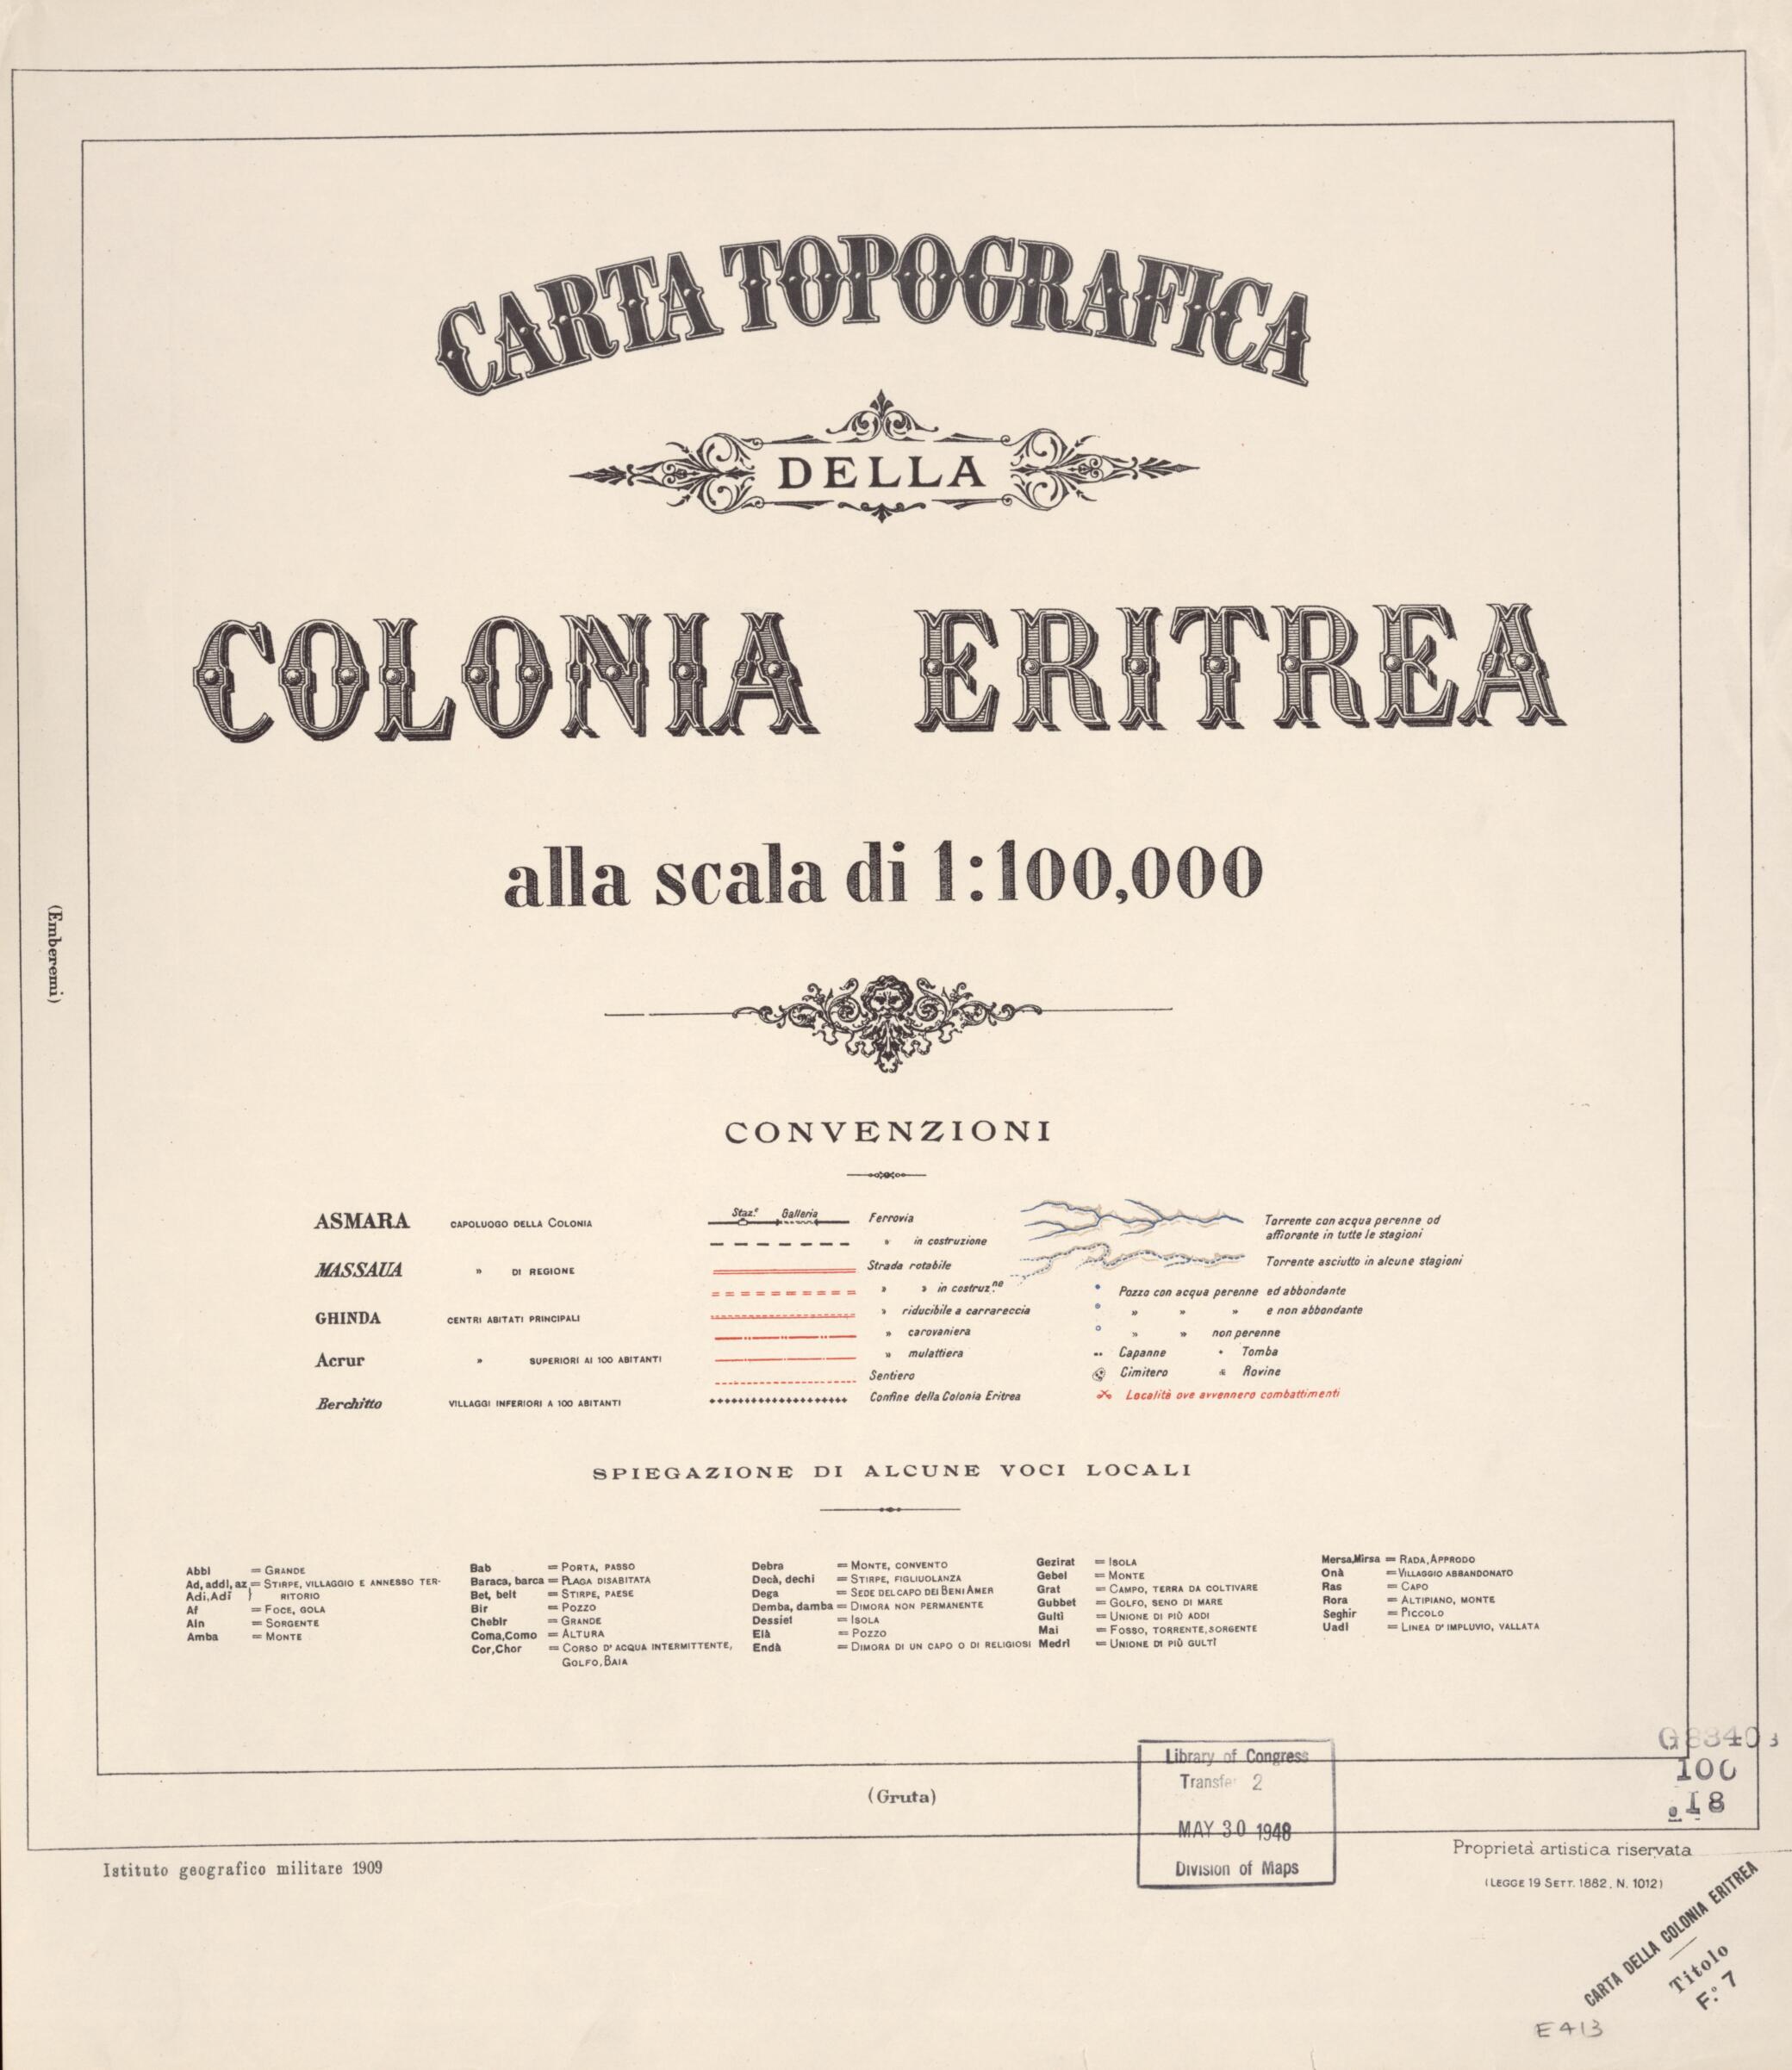 CARTA TOPOGRAFICA
DELLA
COLONIA ERITREA
alla scala di 1:100,000
(Emberemi)
CONVENZIONI
ASMARA CAPOLUOGO DELLA COLONIA
MASSAUA » DI REGIONE
GHINDA CENTRI ABITATI PRINCIPALI
Acrur » SUPERIORI AI 100 ABITANTI
Berchitto VILLAGGI INFERIORI A 100 ABITANTI
Staz.e Galleria Ferrovia
» in costruzione
Strada rotabile
» » in costruz.ne
» riducibile a carrareccia
» carovaniera
» mulattiera
Sentiero
Confine della Colonia Eritrea
Torrente con acqua perenne od
affiorante in tutte le stagioni
Torrente asciutto in alcune stagioni
Pozzo con acqua perenne ed abbondante
» » » e non abbondante
» » non perenne
Capanne Tomba
Cimitero Rovine
Località ove avvennero combattimenti
SPIEGAZIONE DI ALCUNE VOCI LOCALI
Abbi = GRANDE
Ad, addi, az = STIRPE, VILLAGGIO E ANNESSO TER-
Adi, Adi } RITORIO
Af = FOCE, GOLA
Ain = SORGENTE
Amba = MONTE
Bab = PORTA, PASSO
Baraca, barca = PLAGA DISABITATA
Bet, beit = STIRPE, PAESE
Bir = POZZO
Chebir = GRANDE
Coma, Como = ALTURA
Cor, Chor = CORSO D'ACQUA INTERMITTENTE,
GOLFO, BAIA
Debra = MONTE, CONVENTO
Decà, dechi = STIRPE, FIGLIUOLANZA
Dega = SEDE DEL CAPO DEI BENI AMER
Demba, damba = DIMORA NON PERMANENTE
Dessiet = ISOLA
Elà = POZZO
Endà = DIMORA DI UN CAPO O DI RELIGIOSI
Gezirat = ISOLA
Gebel = MONTE
Grat = CAMPO, TERRA DA COLTIVARE
Gubbet = GOLFO, SENO DI MARE
Gulti = UNIONE DI PIÙ ADDI
Mai = FOSSO, TORRENTE, SORGENTE
Medri = UNIONE DI PIÙ GULTÌ
Mersa, Mirsa = RADA, APPRODO
Onà = VILLAGGIO ABBANDONATO
Ras = CAPO
Rora = ALTIPIANO, MONTE
Seghir = PICCOLO
Uadi = LINEA D'IMPLUVIO, VALLATA
(Gruta)
Library of Congress
Transfer 2
MAY 30 1948
Division of Maps
G8340
100
.I8
Istituto geografico militare 1909
Proprietà artistica riservata
(LEGGE 19 SETT. 1882, N. 1012)
CARTA DELLA COLONIA ERITREA
Titolo
F.º 7
E413